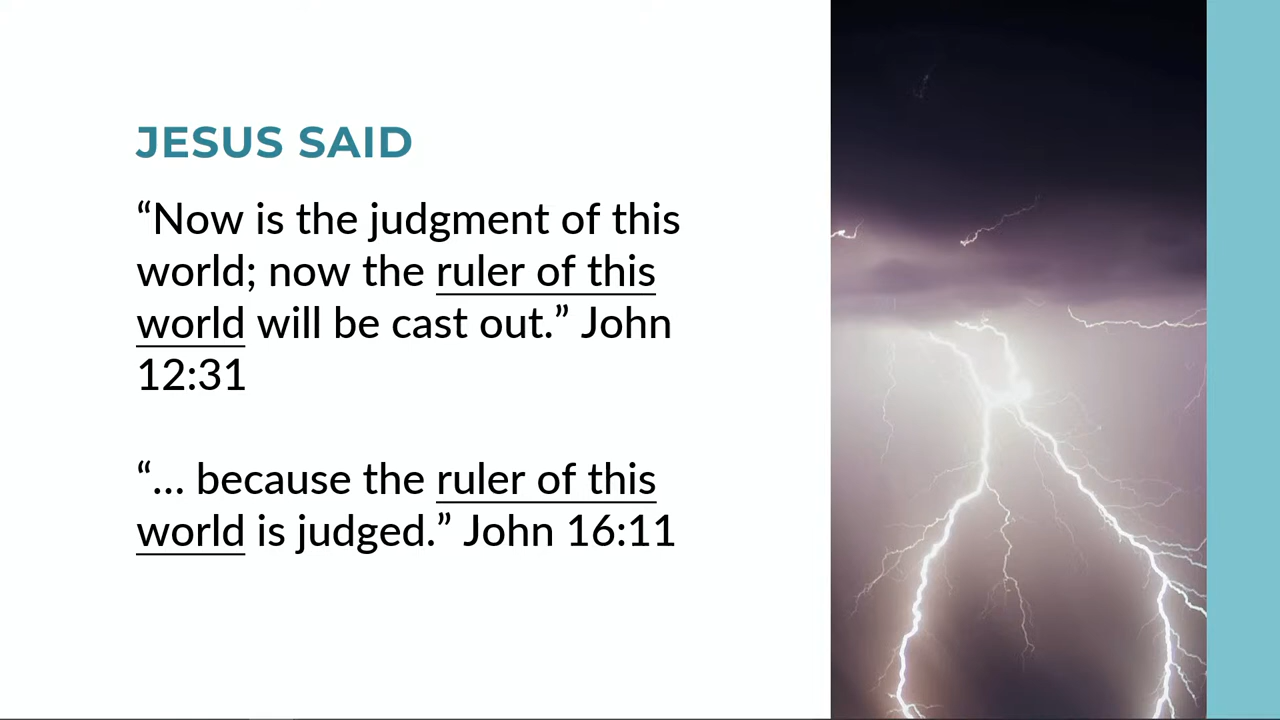 JESUS SAID
“Now is the judgment of this
world; now the ruler of this
world will be cast out.” John
12:31
“… because the ruler of this
world is judged.” John 16:11